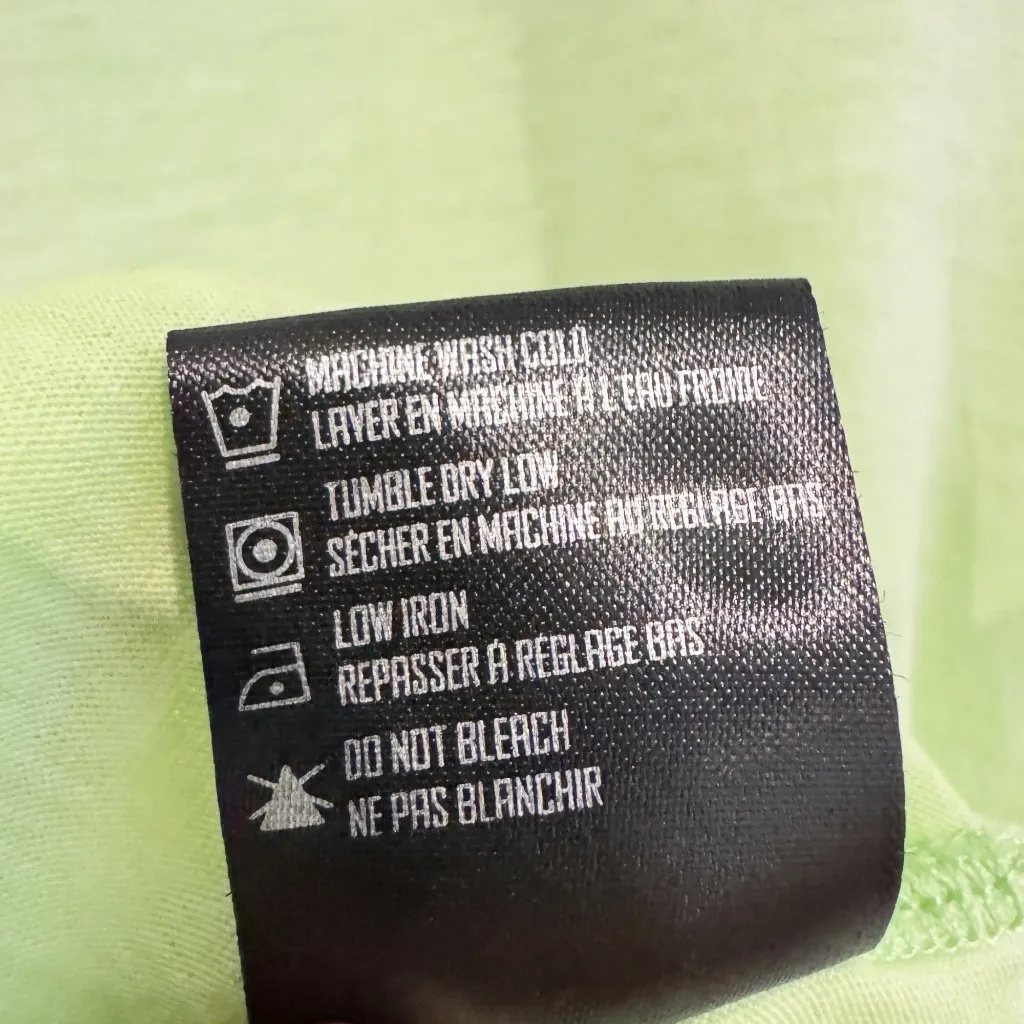 MACHINE WASH COLD
LAVER EN MACHINE À L'EAU FROIDE
TUMBLE DRY LOW
SÉCHER EN MACHINE AU RÉGLAGE BAS
LOW IRON
REPASSER À RÉGLAGE BAS
DO NOT BLEACH
NE PAS BLANCHIR